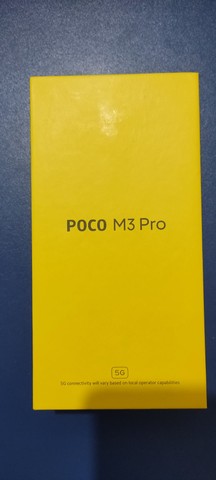 POCO M3 Pro
5G
5G connectivity will vary based on local operator capabilities